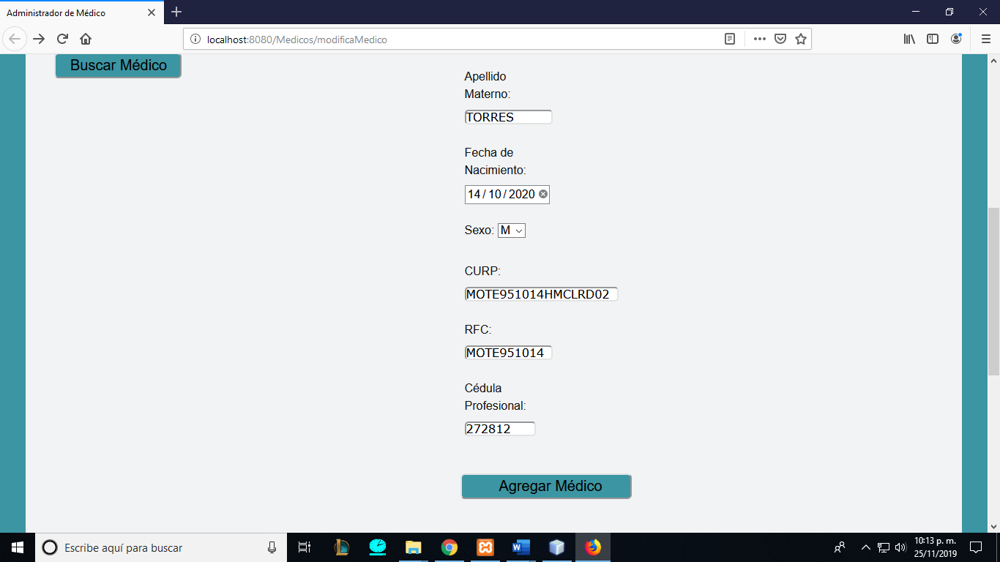 Administrador de Médico
localhost:8080/Medicos/modificaMedico
Buscar Médico
Apellido
Materno:
TORRES
Fecha de
Nacimiento:
14/10/2020
Sexo: M
CURP:
MOTE951014HMCLRD02
RFC:
MOTE951014
Cédula
Profesional:
272812
Agregar Médico
Escribe aquí para buscar
10:13 p. m.
25/11/2019